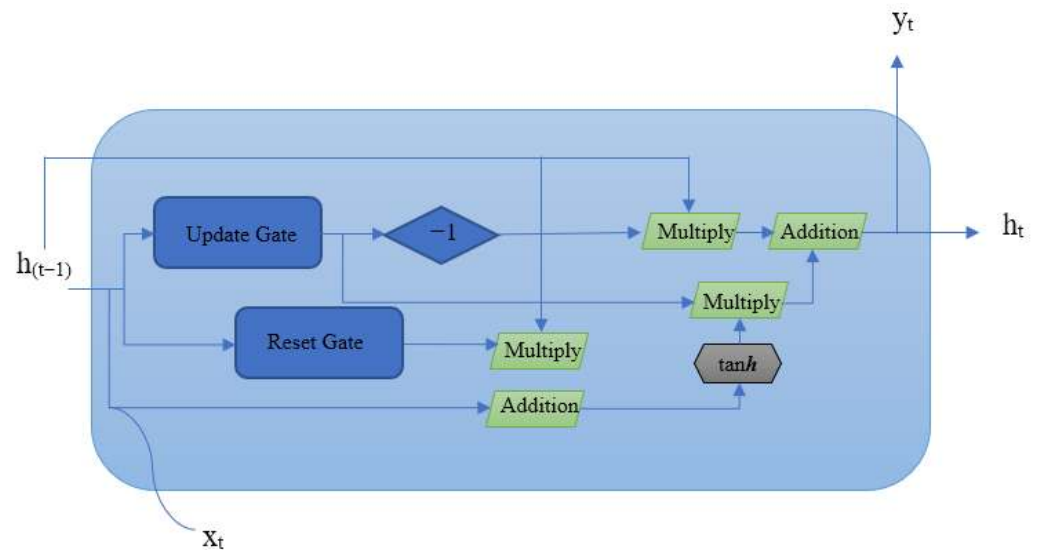 yt
Update Gate
−1
Multiply
Addition
ht
h(t−1)
Multiply
Reset Gate
Multiply
tanh
Addition
xt